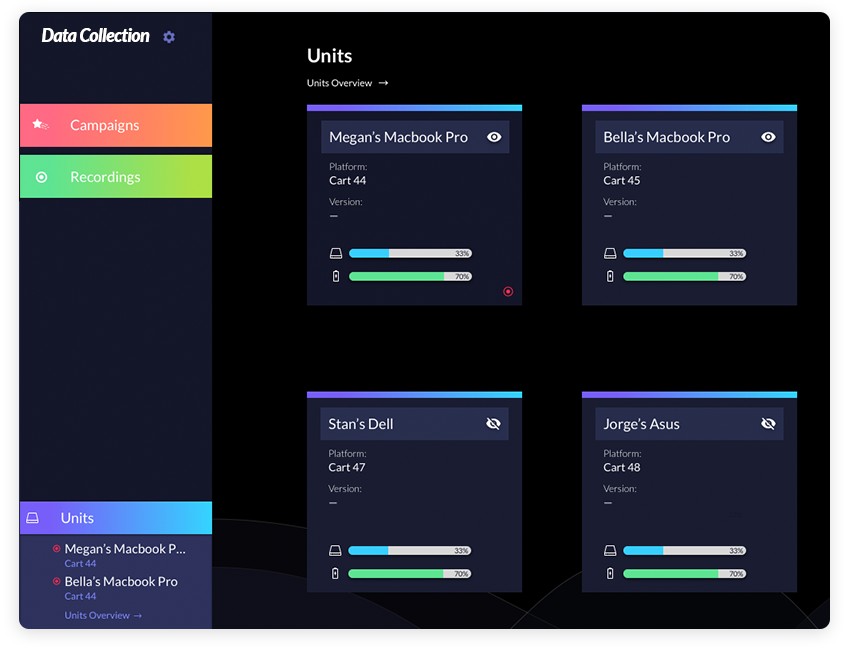 Data Collection
Campaigns
Recordings
Units
Megan's Macbook P...
Cart 44
Bella's Macbook Pro
Cart 44
Units Overview →
Units
Units Overview →
Megan's Macbook Pro
Platform:
Cart 44
Version:
—
33%
70%
Bella's Macbook Pro
Platform:
Cart 45
Version:
—
33%
70%
Stan's Dell
Platform:
Cart 47
Version:
—
33%
70%
Jorge's Asus
Platform:
Cart 48
Version:
—
33%
70%